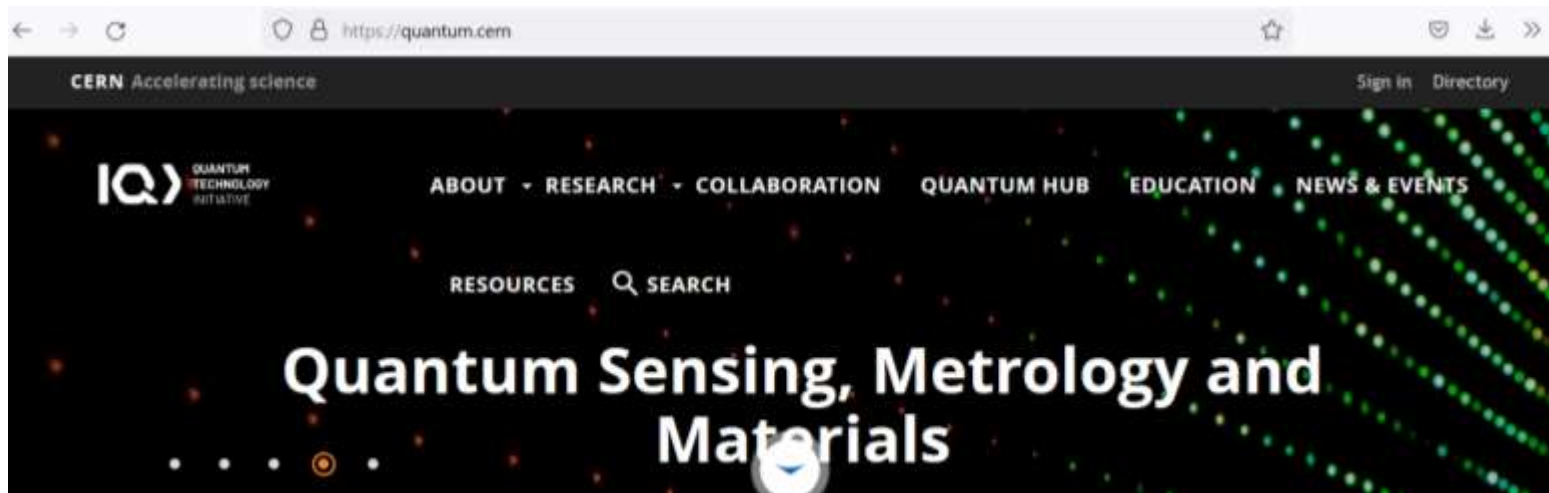 https://quantum.cern
CERN Accelerating science
Sign in Directory
QUANTUM
TECHNOLOGY
INITIATIVE
ABOUT RESEARCH COLLABORATION QUANTUM HUB EDUCATION NEWS & EVENTS
RESOURCES SEARCH
Quantum Sensing, Metrology and
Materials